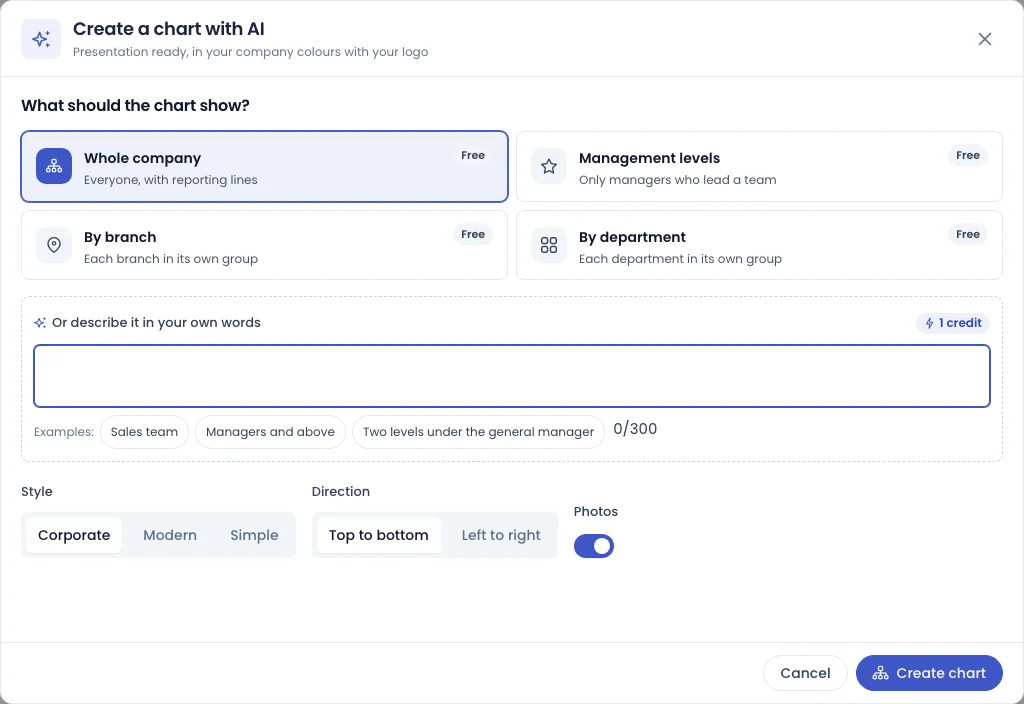 Create a chart with AI
Presentation ready, in your company colours with your logo
What should the chart show?
Whole company
Free
Everyone, with reporting lines
Management levels
Free
Only managers who lead a team
By branch
Free
Each branch in its own group
By department
Free
Each department in its own group
Or describe it in your own words
1 credit
Examples: Sales team Managers and above Two levels under the general manager 0/300
Style
Corporate Modern Simple
Direction
Top to bottom Left to right
Photos
Cancel Create chart